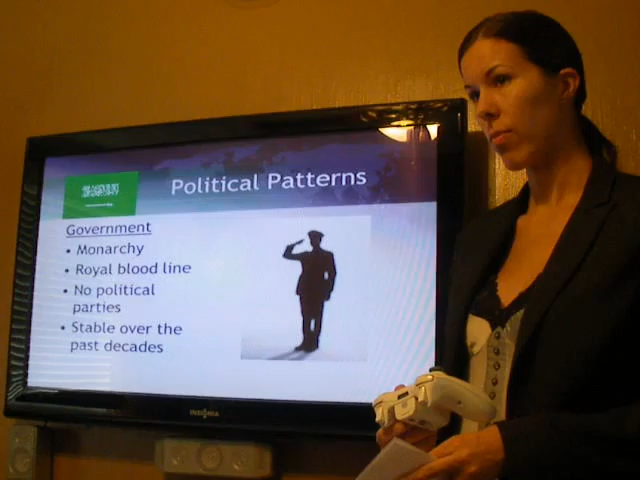 Political Patterns
Government
• Monarchy
• Royal blood line
• No political
parties
• Stable over the
past decades
INSIGNIA